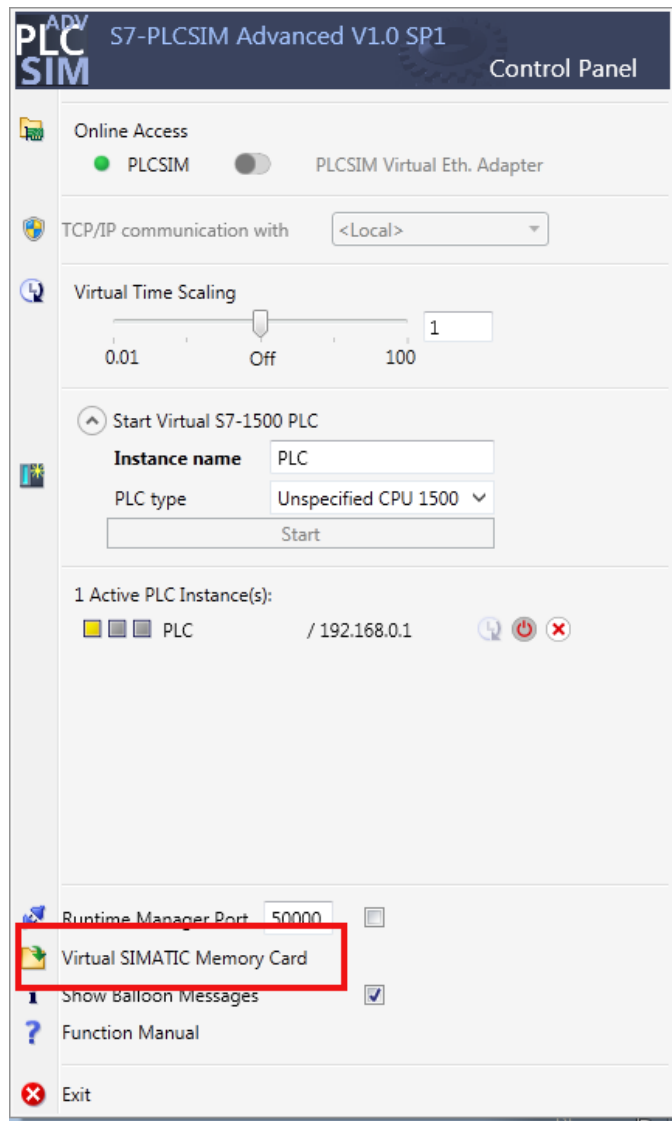 PLC ADV
SIM
S7-PLCSIM Advanced V1.0 SP1
Control Panel
Online Access
PLCSIM PLCSIM Virtual Eth. Adapter
TCP/IP communication with <Local>
Virtual Time Scaling
1
0.01 Off 100
Start Virtual S7-1500 PLC
Instance name PLC
PLC type Unspecified CPU 1500
Start
1 Active PLC Instance(s):
PLC / 192.168.0.1
Runtime Manager Port 50000
Virtual SIMATIC Memory Card
Show Balloon Messages
Function Manual
Exit